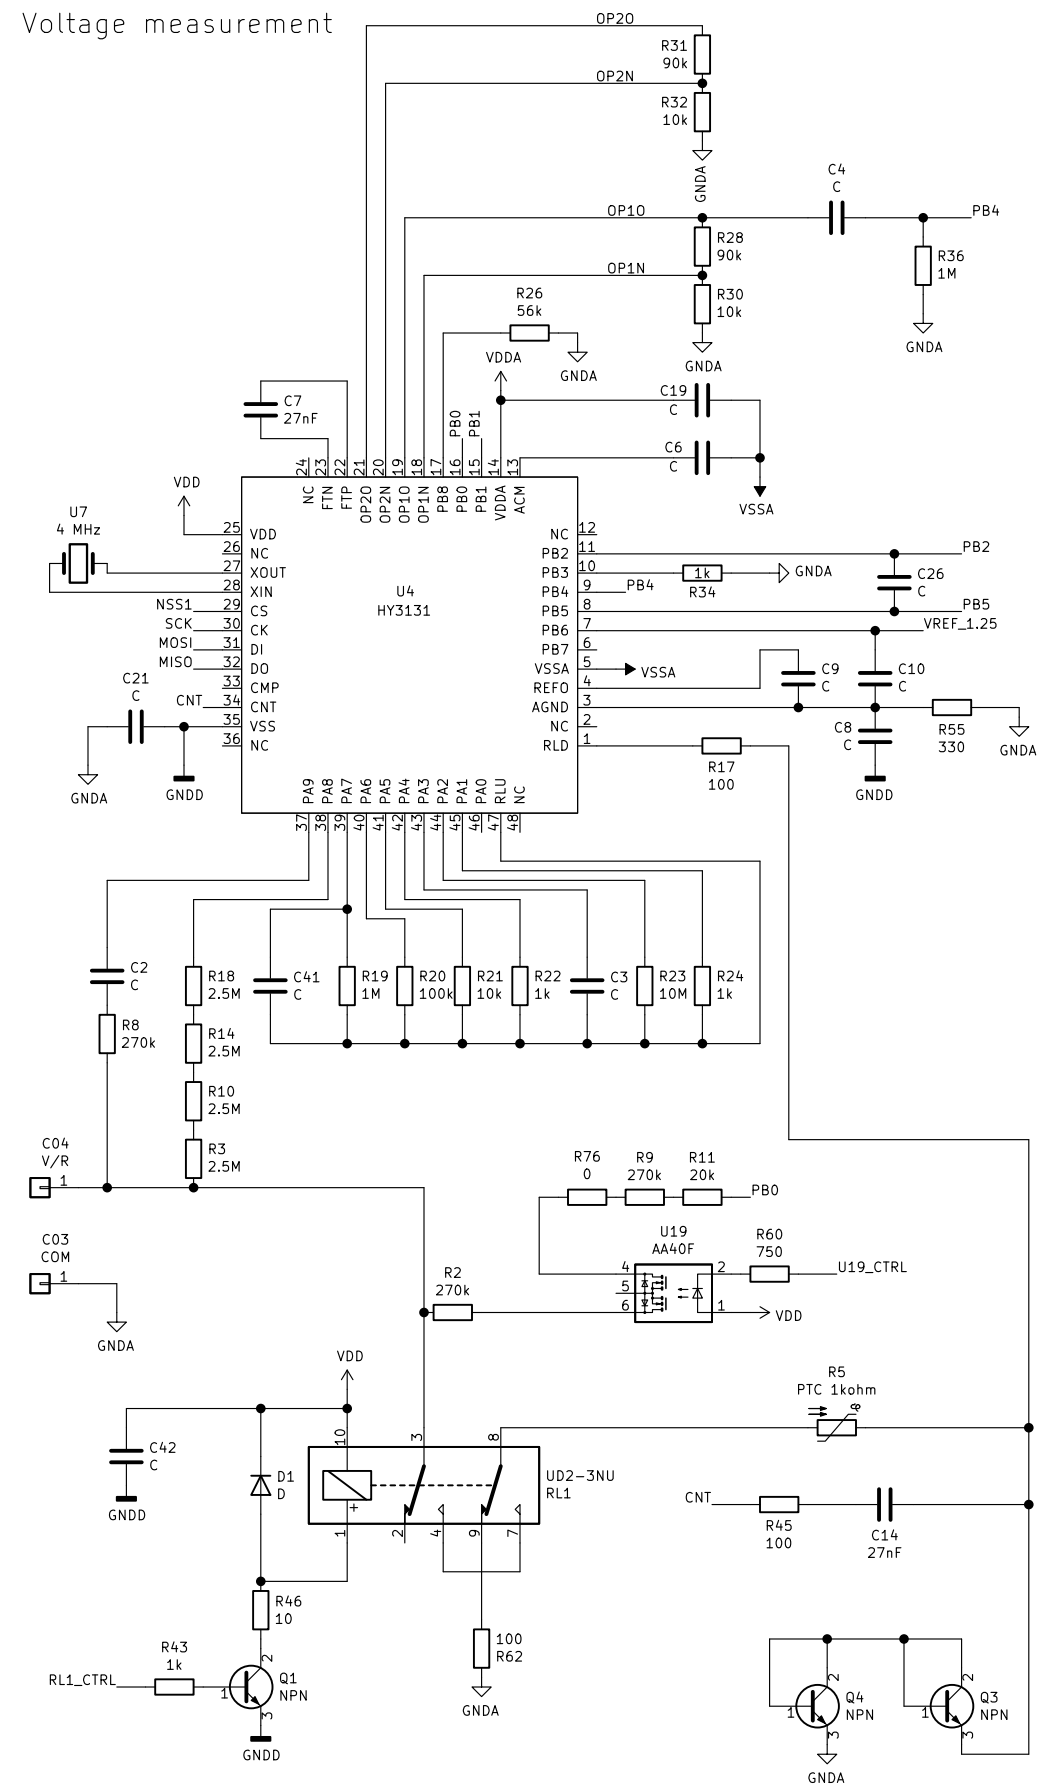 Voltage measurement
OP2O
R31
90k
OP2N
R32
10k
GNDA
C4
C
OP1O
PB4
R28
90k
R36
1M
OP1N
R26
56k
R30
10k
GNDA
GNDA
VDDA
GNDA
C7
27nF
PB0
PB1
C19
C
C6
C
VSSA
24
23
22
21
20
19
18
17
16
15
14
13
NC
FTN
FTP
OP2O
OP2N
OP1O
OP1N
PB8
PB0
PB1
VDDA
ACM
VDD
U7
4 MHz
25 VDD
26 NC
27 XOUT
28 XIN
NSS1 29 CS
SCK 30 CK
MOSI 31 DI
MISO 32 DO
33 CMP
CNT 34 CNT
35 VSS
36 NC
U4
HY3131
NC 12
PB2 11 PB2
PB3 10
1k
R34
GNDA
PB4 9 PB4
C26
C
PB5 8 PB5
PB6 7 VREF_1.25
PB7 6
VSSA 5 VSSA
REFO 4
AGND 3
NC 2
RLD 1
C9
C
C10
C
C8
C
R55
330
GNDA
R17
100
GNDD
C21
C
GNDA
GNDD
PA9
PA8
PA7
PA6
PA5
PA4
PA3
PA2
PA1
PA0
RLU
NC
37
38
39
40
41
42
43
44
45
46
47
48
C2
C
R8
270k
R18
2.5M
R14
2.5M
R10
2.5M
R3
2.5M
C41
C
R19
1M
R20
100k
R21
10k
R22
1k
C3
C
R23
10M
R24
1k
C04
V/R
1
C03
COM
1
GNDA
R76
0
R9
270k
R11
20k
PB0
U19
AA40F
4
5
6
2
1
R60
750
U19_CTRL
VDD
R2
270k
VDD
R5
PTC 1kohm
C42
C
GNDD
D1
D
10
3
8
UD2-3NU
RL1
+
1
2
4
9
7
CNT
R45
100
C14
27nF
R46
10
100
R62
GNDA
R43
1k
RL1_CTRL
1
2
3
Q1
NPN
GNDD
1
2
3
Q4
NPN
GNDA
1
2
3
Q3
NPN